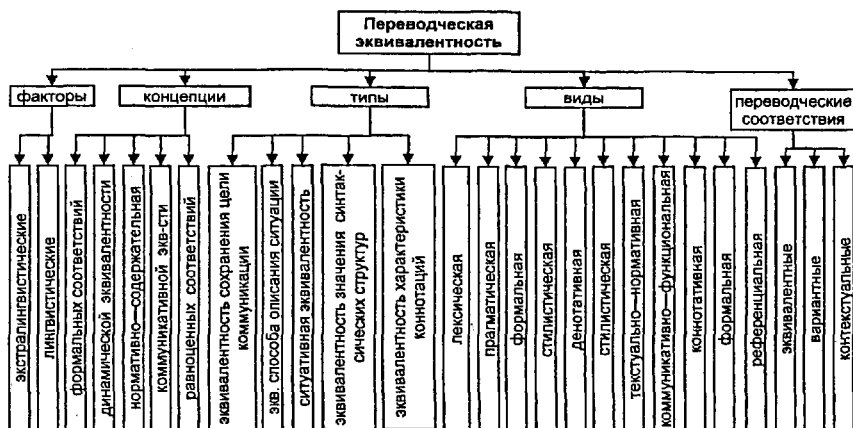 Переводческая
эквивалентность
факторы
концепции
типы
виды
переводческие
соответствия
экстралингвистические
лингвистические
формальных соответствий
динамической эквивалентности
нормативно—содержательная
коммуникативной экв-сти
равноценных соответствий
эквивалентность сохранения цели
коммуникации
экв. способа описания ситуации
ситуативная эквивалентность
эквивалентность значения синтак-
сических структур
эквивалентность характеристики
коннотаций
лексическая
прагматическая
формальная
стилистическая
денотативная
стилистическая
текстуально—нормативная
коммуникативно—функциональная
коннотативная
формальная
референциальная
эквивалентные
вариантные
контекстуальные